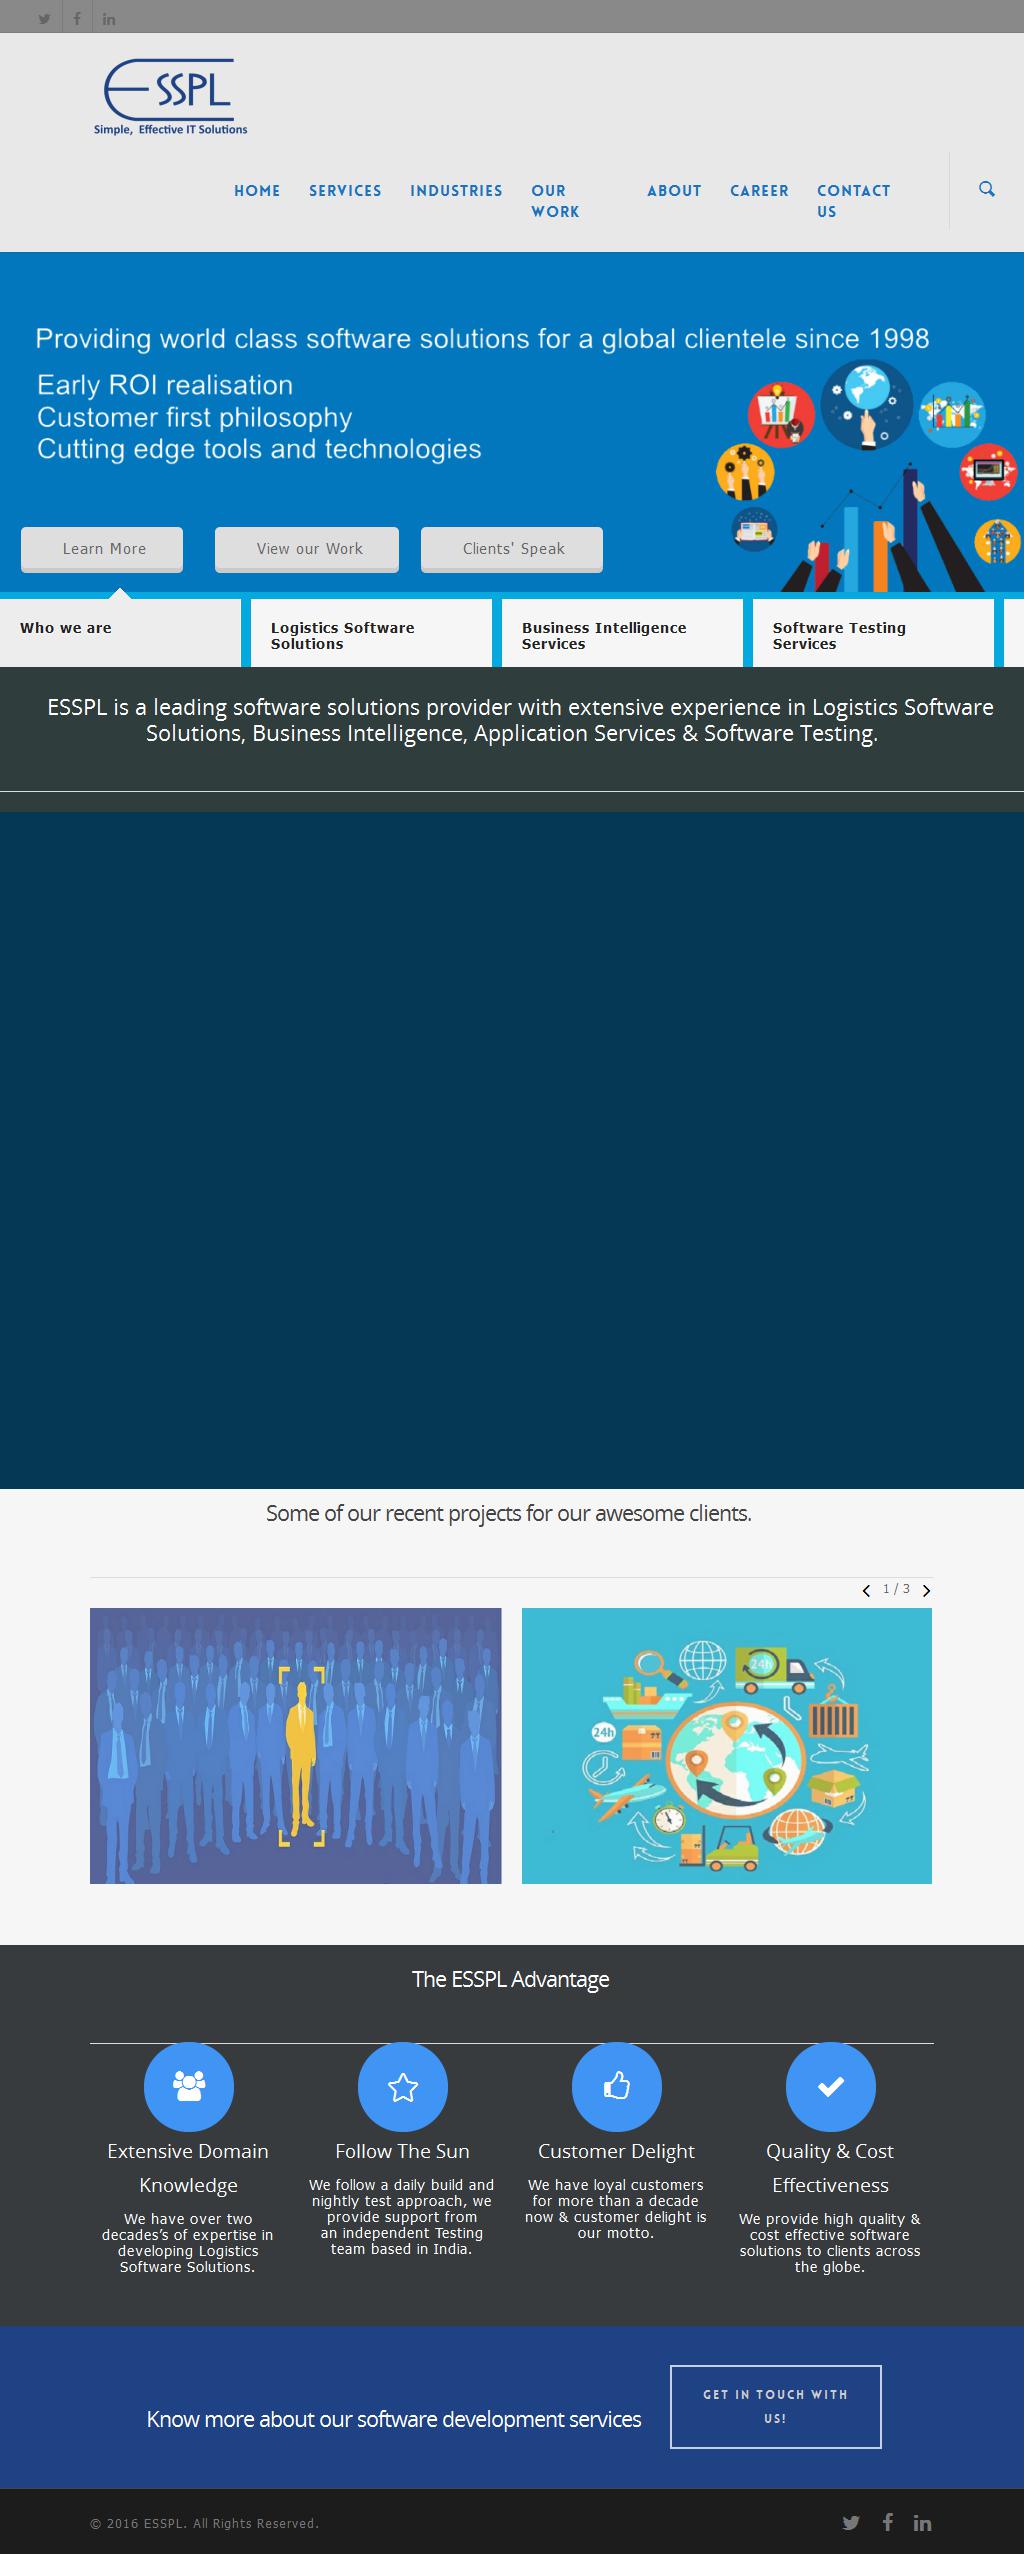 ESSPL
Simple, Effective IT Solutions
HOME SERVICES INDUSTRIES OUR WORK ABOUT CAREER CONTACT US
Providing world class software solutions for a global clientele since 1998
Early ROI realisation
Customer first philosophy
Cutting edge tools and technologies
Learn More View our Work Clients' Speak
Who we are
Logistics Software
Solutions
Business Intelligence
Services
Software Testing
Services
ESSPL is a leading software solutions provider with extensive experience in Logistics Software
Solutions, Business Intelligence, Application Services & Software Testing.
Some of our recent projects for our awesome clients.
1 / 3
24h
24h
The ESSPL Advantage
Extensive Domain
Knowledge
We have over two
decades's of expertise in
developing Logistics
Software Solutions.
Follow The Sun
We follow a daily build and
nightly test approach, we
provide support from
an independent Testing
team based in India.
Customer Delight
We have loyal customers
for more than a decade
now & customer delight is
our motto.
Quality & Cost
Effectiveness
We provide high quality &
cost effective software
solutions to clients across
the globe.
Know more about our software development services
GET IN TOUCH WITH
US!
© 2016 ESSPL. All Rights Reserved.